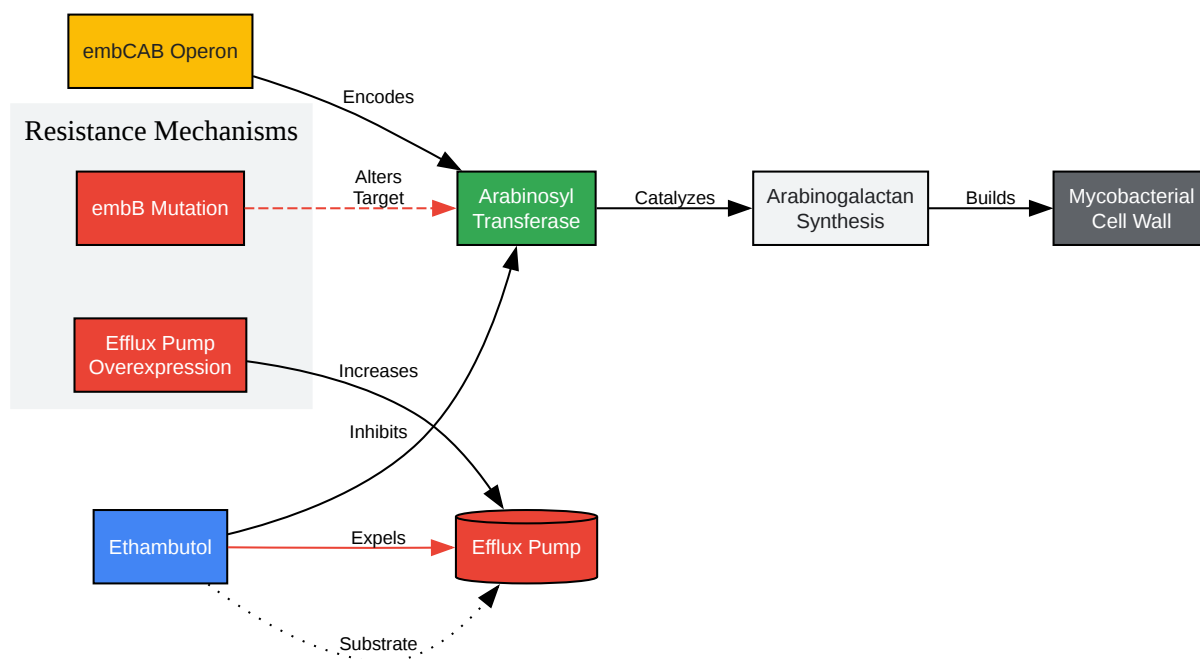 embCAB Operon
Encodes
Resistance Mechanisms
embB Mutation
Alters
Target
Arabinosyl
Transferase
Catalyzes
Arabinogalactan
Synthesis
Builds
Mycobacterial
Cell Wall
Efflux Pump
Overexpression
Increases
Inhibits
Ethambutol
Expels
Efflux Pump
Substrate